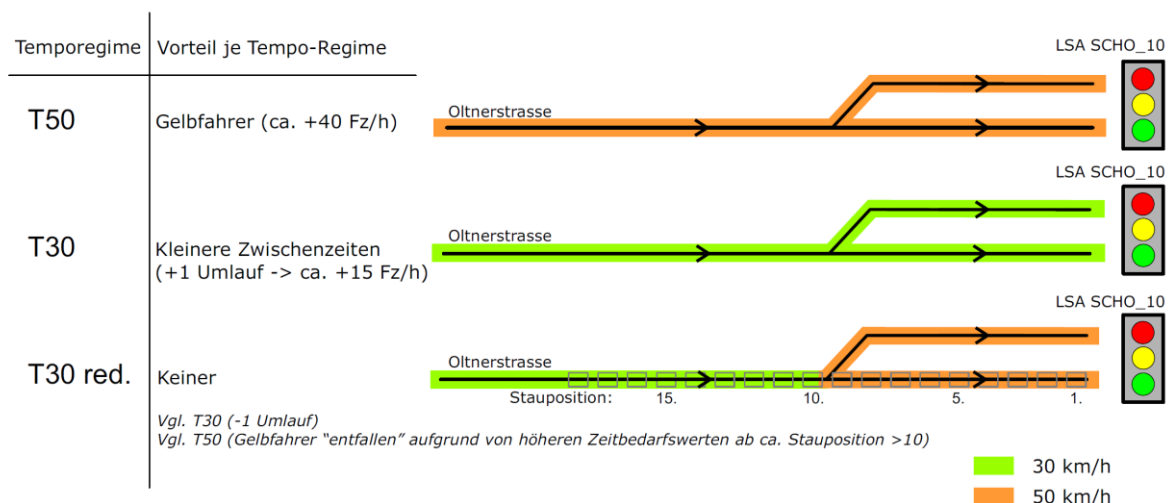 Temporegime Vorteil je Tempo-Regime
LSA SCHO_10
T50 Gelbfahrer (ca. +40 Fz/h)
Oltnerstrasse
LSA SCHO_10
T30 Kleinere Zwischenzeiten
(+1 Umlauf -> ca. +15 Fz/h)
Oltnerstrasse
LSA SCHO_10
T30 red. Keiner
Oltnerstrasse
Stauposition: 15. 10. 5. 1.
Vgl. T30 (-1 Umlauf)
Vgl. T50 (Gelbfahrer "entfallen" aufgrund von höheren Zeitbedarfswerten ab ca. Stauposition >10)
30 km/h
50 km/h